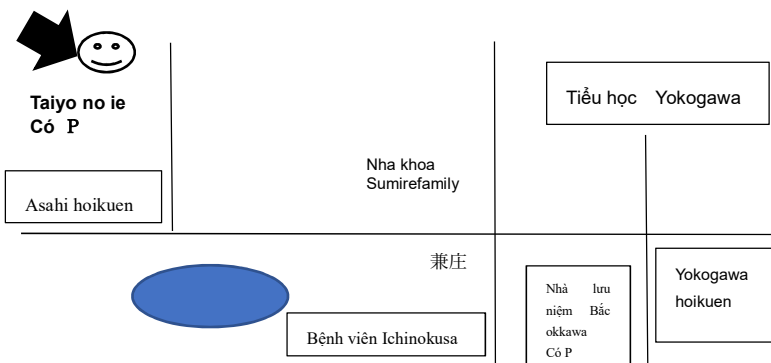 Taiyo no ie
Có P
Tiểu học Yokogawa
Nha khoa
Sumirefamily
Asahi hoikuen
兼庄
Bệnh viên Ichinokusa
Nhà lưu
niệm Bắc
okkawa
Có P
Yokogawa
hoikuen